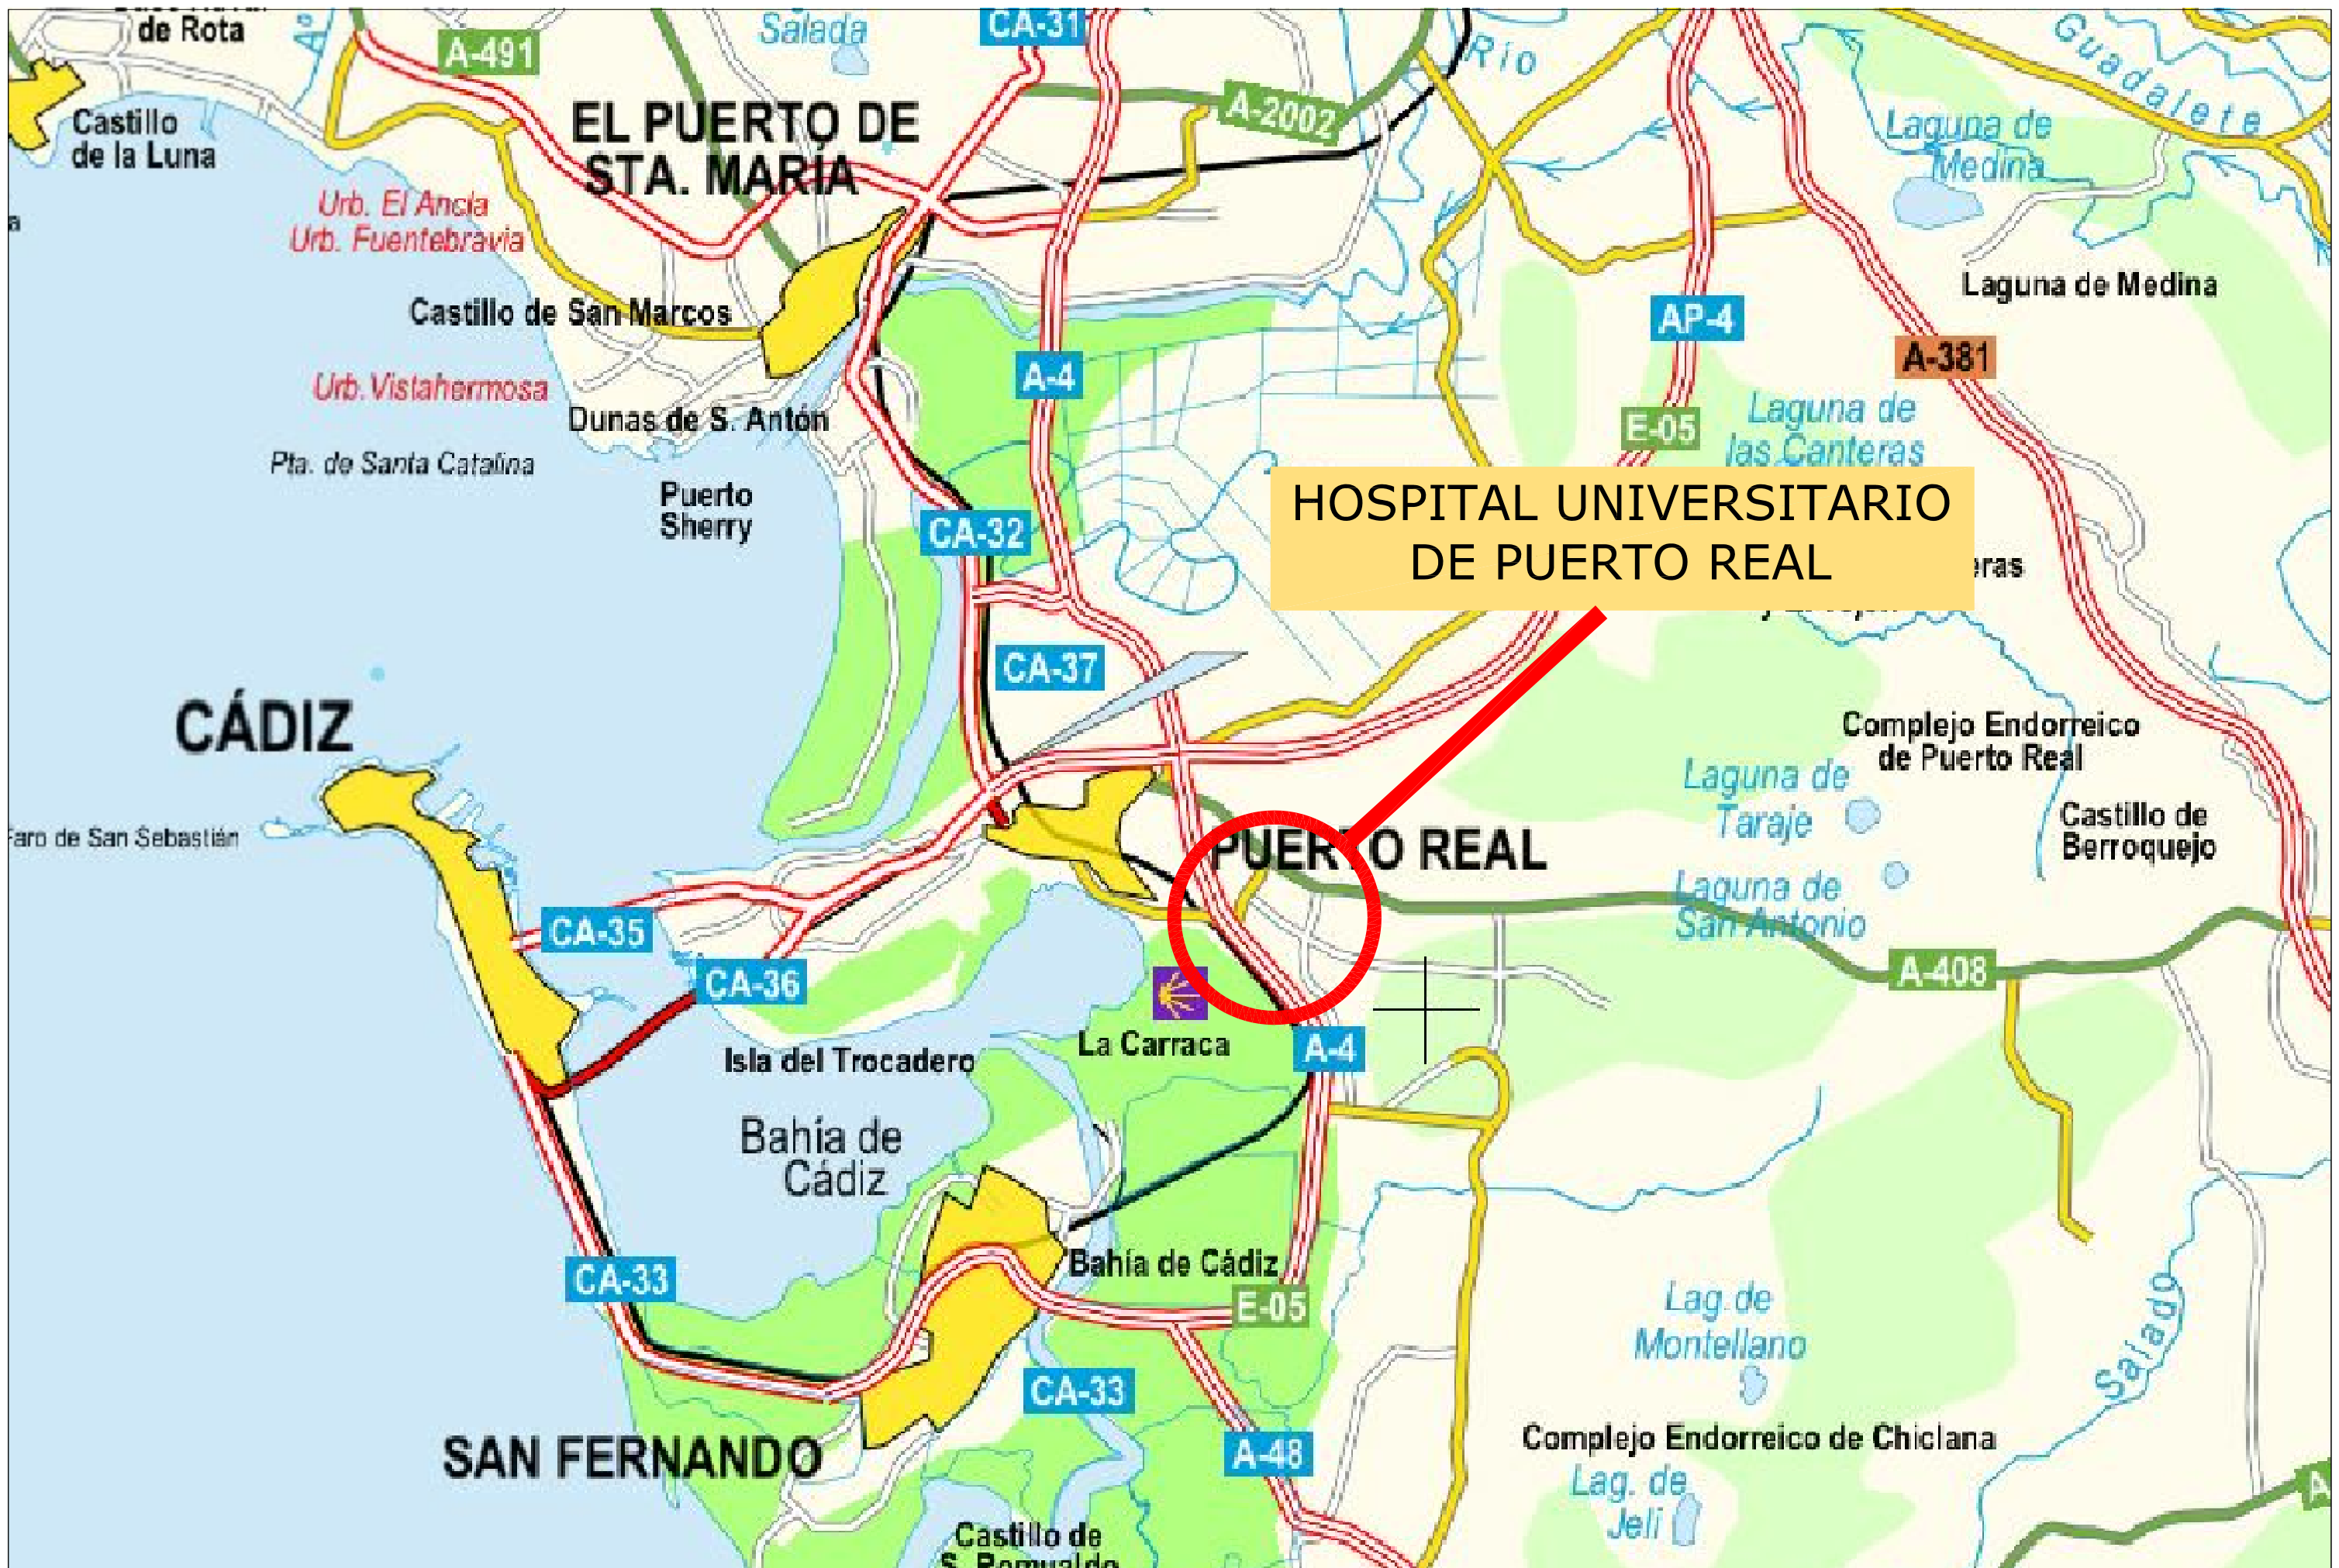 de Rota
A-491
Salada
CA-31
Río
Guadalete
Castillo
de la Luna
EL PUERTO DE
STA. MARÍA
A-2002
Laguna de
Medina
Urb. El Ancla
Urb. Fuentebravia
Castillo de San Marcos
Laguna de Medina
AP-4
A-381
A-4
Urb. Vistahermosa
Dunas de S. Antón
E-05
Laguna de
las Canteras
Pta. de Santa Catalina
Puerto
Sherry
CA-32
HOSPITAL UNIVERSITARIO
DE PUERTO REAL
eras
CA-37
CÁDIZ
Complejo Endorreico
de Puerto Real
Laguna de
Taraje
Castillo de
Berroquejo
Faro de San Sebastián
PUERTO REAL
Laguna de
San Antonio
CA-35
CA-36
A-408
La Carraca
A-4
Isla del Trocadero
Bahía de
Cádiz
CA-33
Bahía de Cádiz
E-05
Lag. de
Montellano
Salado
CA-33
SAN FERNANDO
A-48
Complejo Endorreico de Chiclana
Lag. de
Jeli
Castillo de
S. Romualdo